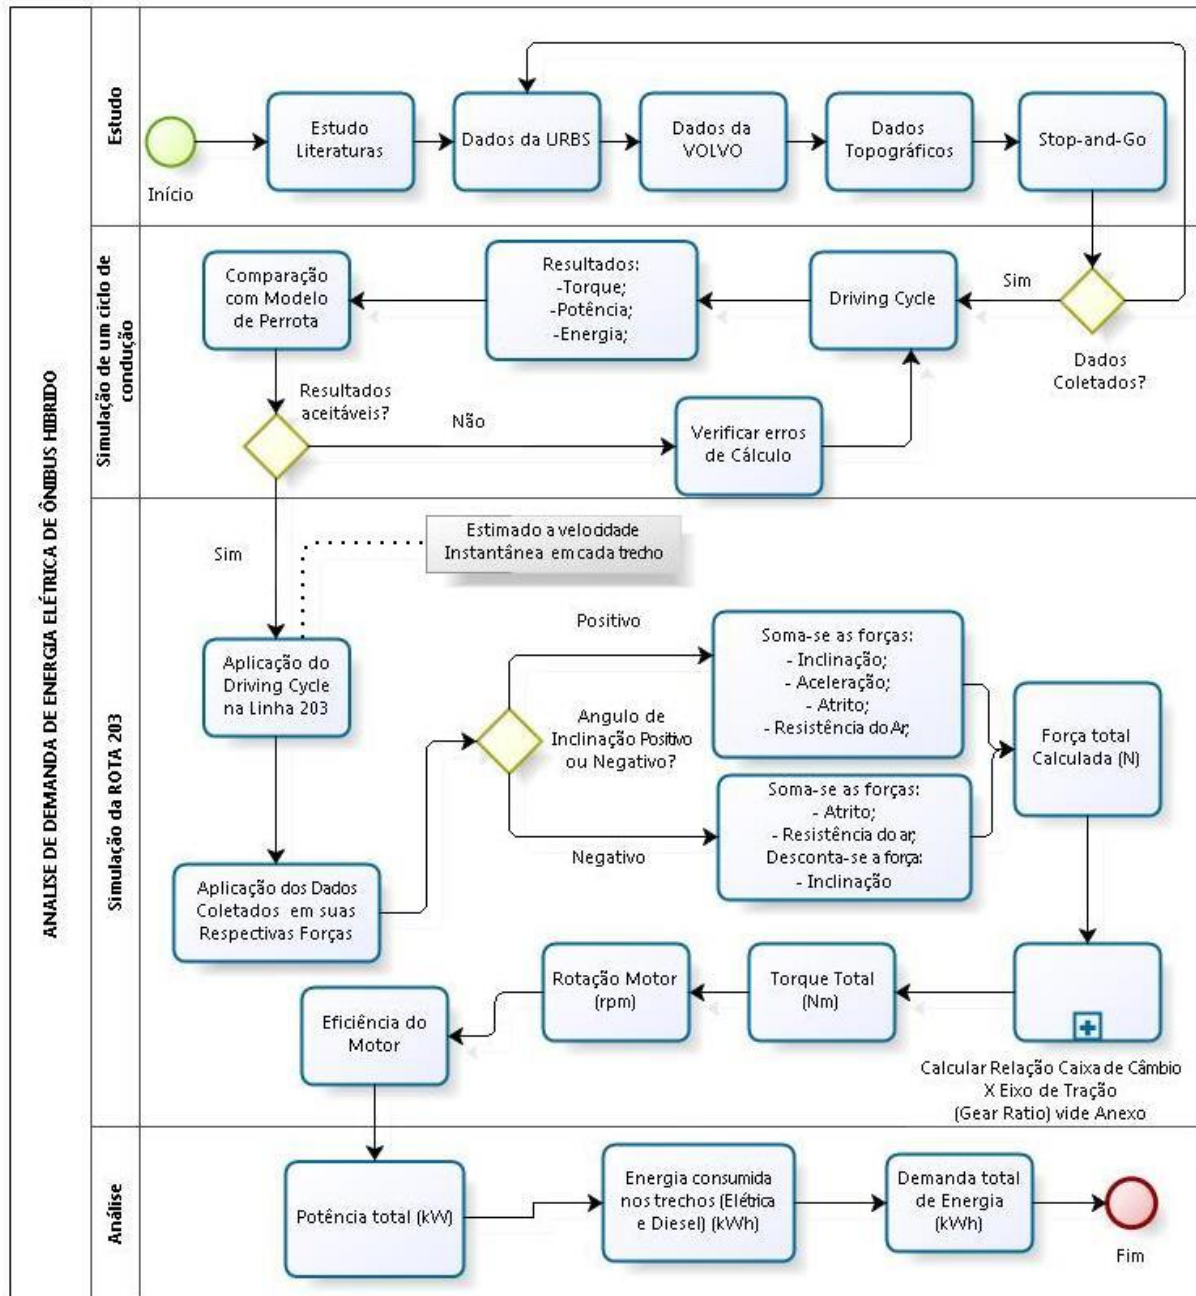 ANALISE DE DEMANDA DE ENERGIA ELÉTRICA DE ÔNIBUS HIBRIDO
Estudo
Início
Estudo
Literaturas
Dados da URBS
Dados da
VOLVO
Dados
Topográficos
Stop-and-Go
Simulação de um ciclo de
condução
Comparação
com Modelo
de Perrota
Resultados:
-Torque;
-Potência;
-Energia;
Driving Cycle
Sim
Dados
Coletados?
Resultados
aceitáveis?
Não
Verificar erros
de Cálculo
Simulação da ROTA 203
Sim
Estimado a velocidade
Instantânea em cada trecho
Aplicação do
Driving Cycle
na Linha 203
Positivo
Angulo de
Inclinação Positivo
ou Negativo?
Negativo
Soma-se as forças:
- Inclinação;
- Aceleração;
- Atrito;
- Resistência do Ar;
Soma-se as forças:
- Atrito;
- Resistência do ar;
Desconta-se a força:
- Inclinação
Força total
Calculada (N)
Aplicação dos Dados
Coletados em suas
Respectivas Forças
Calcular Relação Caixa de Câmbio
X Eixo de Tração
(Gear Ratio) vide Anexo
Torque Total
(Nm)
Rotação Motor
(rpm)
Eficiência do
Motor
Análise
Potência total (kW)
Energia consumida
nos trechos (Elétrica
e Diesel) (kWh)
Demanda total
de Energia
(kWh)
Fim